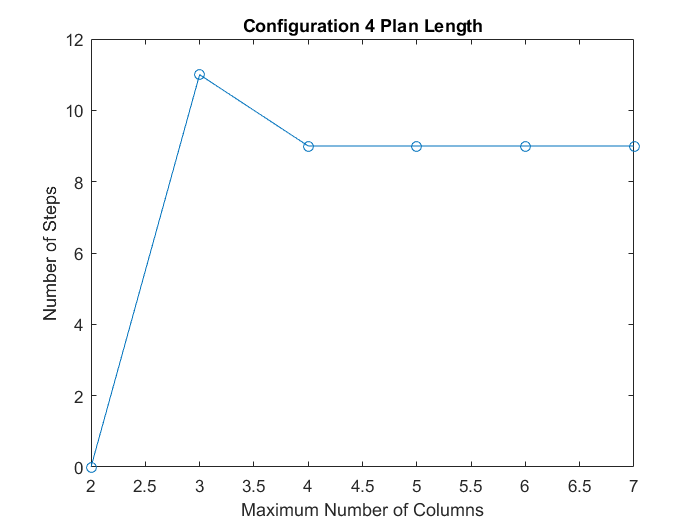 Configuration 4 Plan Length
12
10
8
6
4
2
0
Number of Steps
2 2.5 3 3.5 4 4.5 5 5.5 6 6.5 7
Maximum Number of Columns